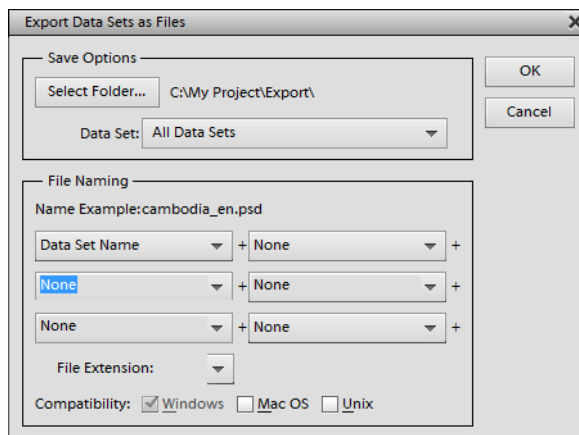 Export Data Sets as Files
Save Options
OK
Select Folder... C:\My Project\Export\
Cancel
Data Set: All Data Sets
File Naming
Name Example:cambodia_en.psd
Data Set Name + None +
None + None +
None + None +
File Extension:
Compatibility: Windows Mac OS Unix